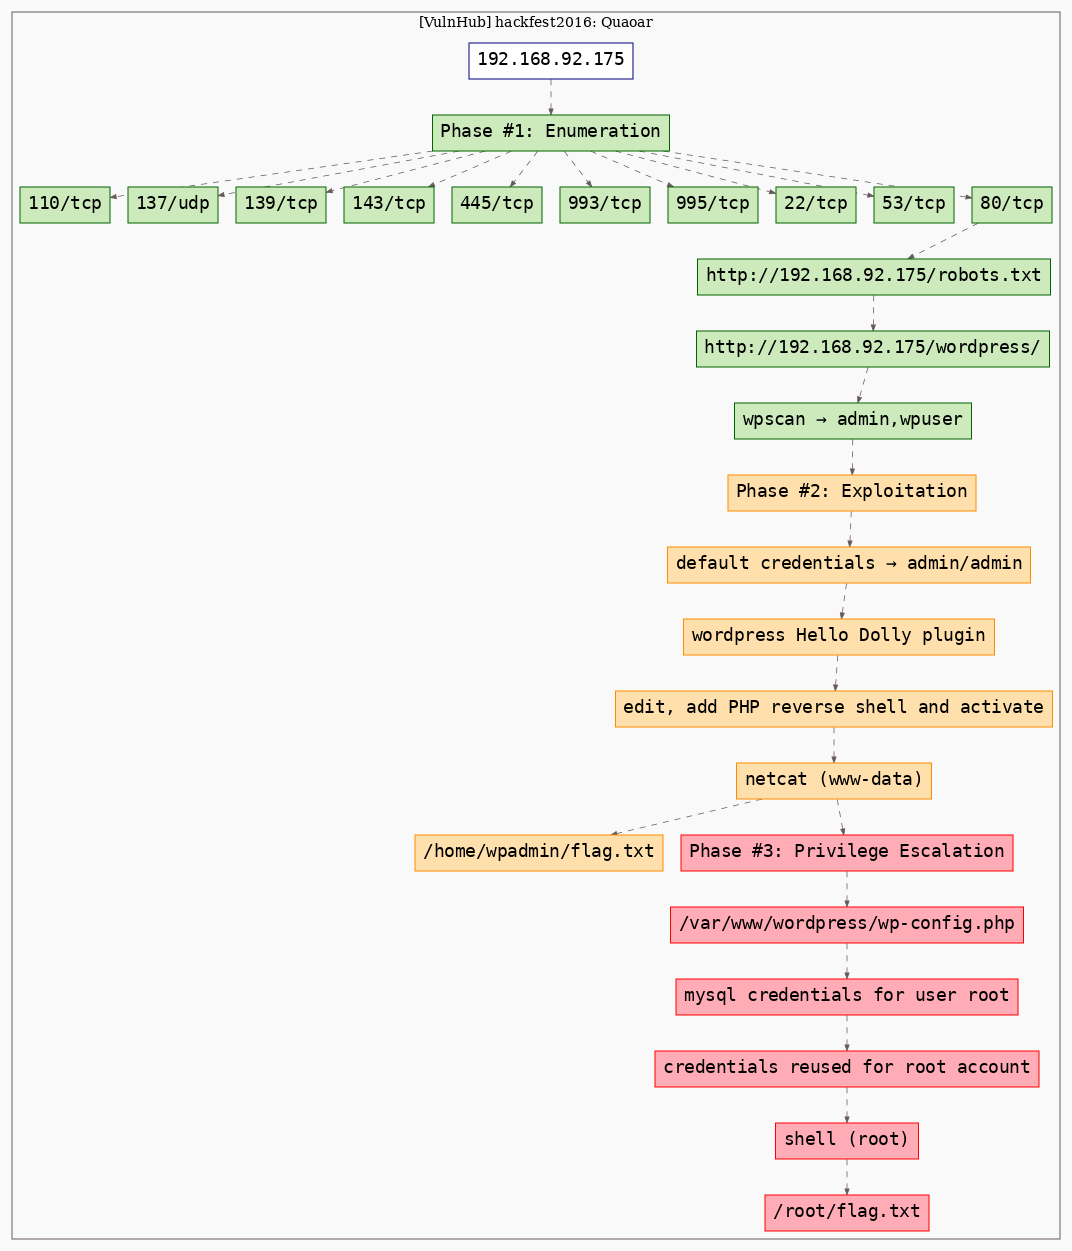 [VulnHub] hackfest2016: Quaoar
192.168.92.175
Phase #1: Enumeration
110/tcp
137/udp
139/tcp
143/tcp
445/tcp
993/tcp
995/tcp
22/tcp
53/tcp
80/tcp
http://192.168.92.175/robots.txt
http://192.168.92.175/wordpress/
wpscan → admin,wpuser
Phase #2: Exploitation
default credentials → admin/admin
wordpress Hello Dolly plugin
edit, add PHP reverse shell and activate
netcat (www-data)
/home/wpadmin/flag.txt
Phase #3: Privilege Escalation
/var/www/wordpress/wp-config.php
mysql credentials for user root
credentials reused for root account
shell (root)
/root/flag.txt